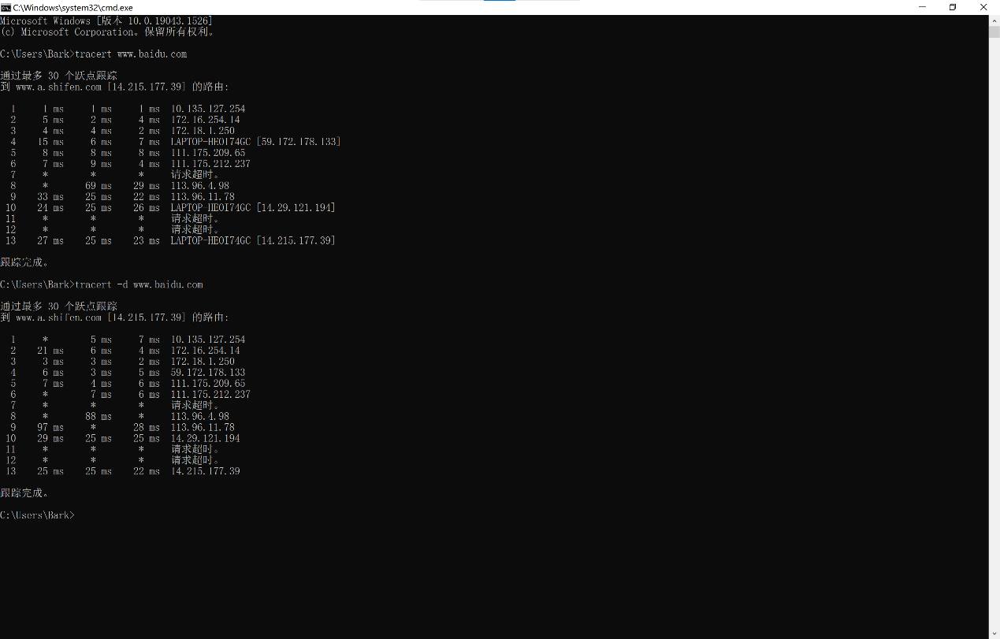 C:\Windows\system32\cmd.exe
Microsoft Windows [版本 10.0.19043.1526]
(c) Microsoft Corporation。保留所有权利。
C:\Users\Bark>tracert www.baidu.com
通过最多 30 个跃点跟踪
到 www.a.shifen.com [14.215.177.39] 的路由:
1 1 ms 1 ms 1 ms 10.135.127.254
2 5 ms 2 ms 4 ms 172.16.254.14
3 4 ms 4 ms 2 ms 172.18.1.250
4 15 ms 6 ms 7 ms LAPTOP-HEOI74GC [59.172.178.133]
5 8 ms 8 ms 8 ms 111.175.209.65
6 7 ms 9 ms 4 ms 111.175.212.237
7 * * * 请求超时。
8 * 69 ms 29 ms 113.96.4.98
9 33 ms 25 ms 22 ms 113.96.11.78
10 24 ms 25 ms 26 ms LAPTOP-HEOI74GC [14.29.121.194]
11 * * * 请求超时。
12 * * * 请求超时。
13 27 ms 25 ms 23 ms LAPTOP-HEOI74GC [14.215.177.39]
跟踪完成。
C:\Users\Bark>tracert -d www.baidu.com
通过最多 30 个跃点跟踪
到 www.a.shifen.com [14.215.177.39] 的路由:
1 * 5 ms 7 ms 10.135.127.254
2 21 ms 6 ms 4 ms 172.16.254.14
3 3 ms 3 ms 2 ms 172.18.1.250
4 6 ms 3 ms 5 ms 59.172.178.133
5 7 ms 4 ms 6 ms 111.175.209.65
6 * 7 ms 6 ms 111.175.212.237
7 * * * 请求超时。
8 * 88 ms * 113.96.4.98
9 97 ms * 28 ms 113.96.11.78
10 29 ms 25 ms 25 ms 14.29.121.194
11 * * * 请求超时。
12 * * * 请求超时。
13 25 ms 25 ms 22 ms 14.215.177.39
跟踪完成。
C:\Users\Bark>